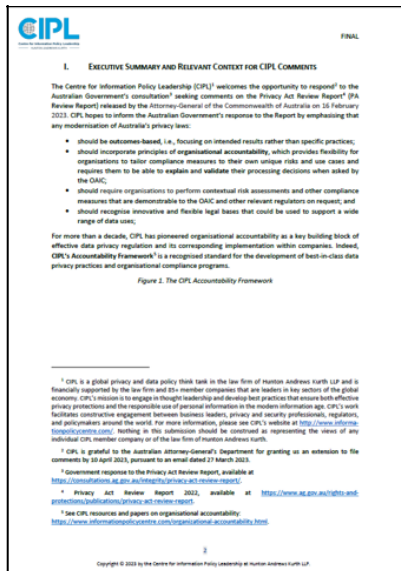 CIPL
Centre for Information Policy Leadership
FINAL
I. EXECUTIVE SUMMARY AND RELEVANT CONTEXT FOR CIPL COMMENTS
The Centre for Information Policy Leadership (CIPL)¹ welcomes the opportunity to respond² to the
Australian Government's consultation³ seeking comments on the Privacy Act Review Report⁴ (PA
Review Report) released by the Attorney-General of the Commonwealth of Australia on 16 February
2023. CIPL hopes to inform the Australian Government's response to the Report by emphasising that
any modernisation of Australia's privacy laws:
▪ should be outcomes-based, i.e., focusing on intended results rather than specific practices;
▪ should incorporate principles of organisational accountability, which provides flexibility for
organisations to tailor compliance measures to their own unique risks and use cases and
requires them to be able to explain and validate their processing decisions when asked by
the OAIC;
▪ should require organisations to perform contextual risk assessments and other compliance
measures that are demonstrable to the OAIC and other relevant regulators on request; and
▪ should recognise innovative and flexible legal bases that could be used to support a wide
range of data uses;
For more than a decade, CIPL has pioneered organisational accountability as a key building block of
effective data privacy regulation and its corresponding implementation within companies. Indeed,
CIPL's Accountability Framework⁵ is a recognised standard for the development of best-in-class data
privacy practices and organisational compliance programs.
Figure 1. The CIPL Accountability Framework
¹ CIPL is a global privacy and data policy think tank in the law firm of Hunton Andrews Kurth LLP and is
financially supported by the law firm and 85+ member companies that are leaders in key sectors of the global
economy. CIPL's mission is to engage in thought leadership and develop best practices that ensure both effective
privacy protections and the responsible use of personal information in the modern information age. CIPL's work
facilitates constructive engagement between business leaders, privacy and security professionals, regulators,
and policymakers around the world. For more information, please see CIPL's website at http://www.informa-
tionpolicycentre.com/. Nothing in this submission should be construed as representing the views of any
individual CIPL member company or of the law firm of Hunton Andrews Kurth.
² CIPL is grateful to the Australian Attorney-General's Department for granting us an extension to file
comments by 10 April 2023, pursuant to an email dated 27 March 2023.
³ Government response to the Privacy Act Review Report, available at
https://consultations.ag.gov.au/integrity/privacy-act-review-report/.
⁴ Privacy Act Review Report 2022, available at https://www.ag.gov.au/rights-and-
protections/publications/privacy-act-review-report.
⁵ See CIPL resources and papers on organisational accountability:
https://www.informationpolicycentre.com/organizational-accountability.html.
2
Copyright © 2023 by the Centre for Information Policy Leadership at Hunton Andrews Kurth LLP.